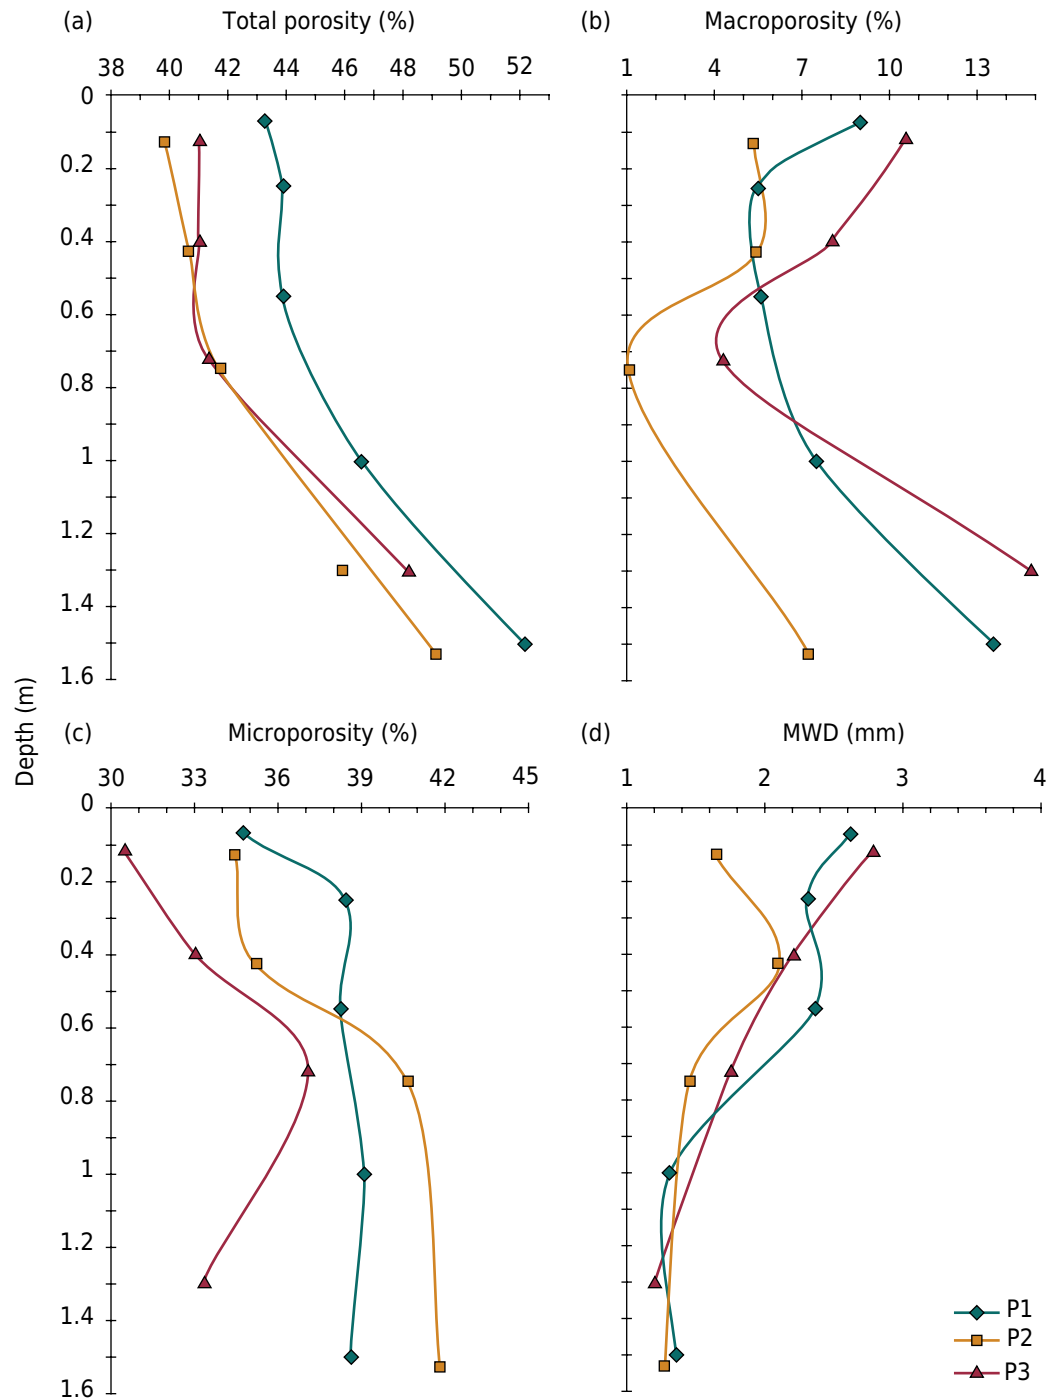 (a) Total porosity (%)
38 40 42 44 46 48 50 52
0
0.2
0.4
0.6
0.8
1
1.2
1.4
1.6
(b) Macroporosity (%)
1 4 7 10 13
Depth (m)
(c) Microporosity (%)
30 33 36 39 42 45
0
0.2
0.4
0.6
0.8
1
1.2
1.4
1.6
(d) MWD (mm)
1 2 3 4
P1
P2
P3